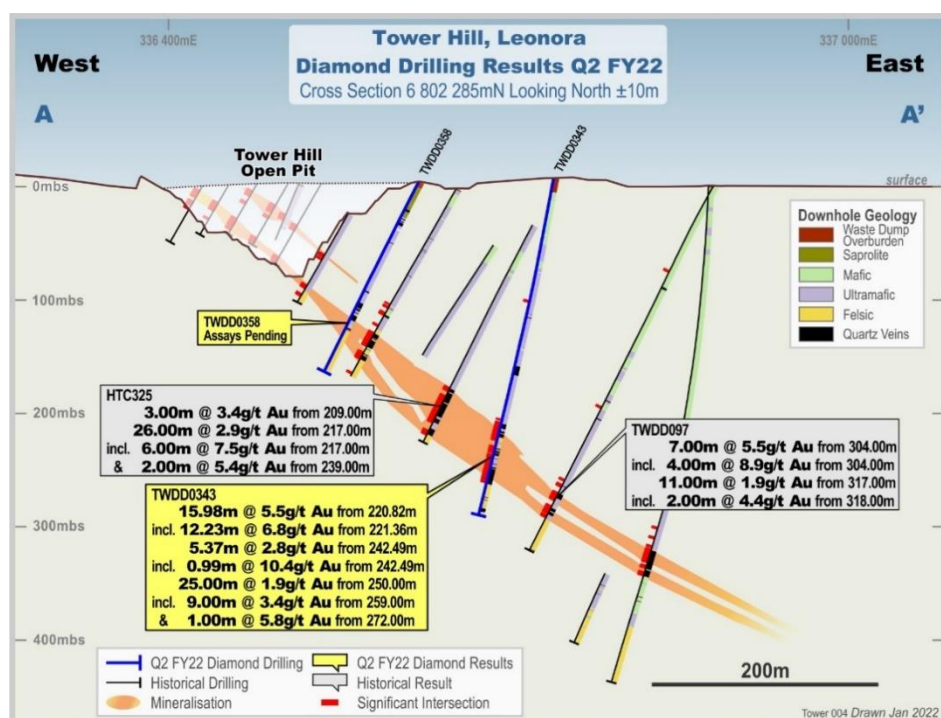 336 400mE
337 000mE
Tower Hill, Leonora
Diamond Drilling Results Q2 FY22
Cross Section 6 802 285mN Looking North ±10m
West
East
A
A'
TWDD0358
TWDD0343
Tower Hill
Open Pit
0mbs
surface
100mbs
200mbs
300mbs
400mbs
Downhole Geology
Waste Dump
Overburden
Saprolite
Mafic
Ultramafic
Felsic
Quartz Veins
TWDD0358
Assays Pending
HTC325
3.00m @ 3.4g/t Au from 209.00m
26.00m @ 2.9g/t Au from 217.00m
incl. 6.00m @ 7.5g/t Au from 217.00m
& 2.00m @ 5.4g/t Au from 239.00m
TWDD097
7.00m @ 5.5g/t Au from 304.00m
incl. 4.00m @ 8.9g/t Au from 304.00m
11.00m @ 1.9g/t Au from 317.00m
incl. 2.00m @ 4.4g/t Au from 318.00m
TWDD0343
15.98m @ 5.5g/t Au from 220.82m
incl. 12.23m @ 6.8g/t Au from 221.36m
5.37m @ 2.8g/t Au from 242.49m
incl. 0.99m @ 10.4g/t Au from 242.49m
25.00m @ 1.9g/t Au from 250.00m
incl. 9.00m @ 3.4g/t Au from 259.00m
& 1.00m @ 5.8g/t Au from 272.00m
Q2 FY22 Diamond Drilling
Historical Drilling
Mineralisation
Q2 FY22 Diamond Results
Historical Result
Significant Intersection
200m
Tower 004 Drawn Jan 2022